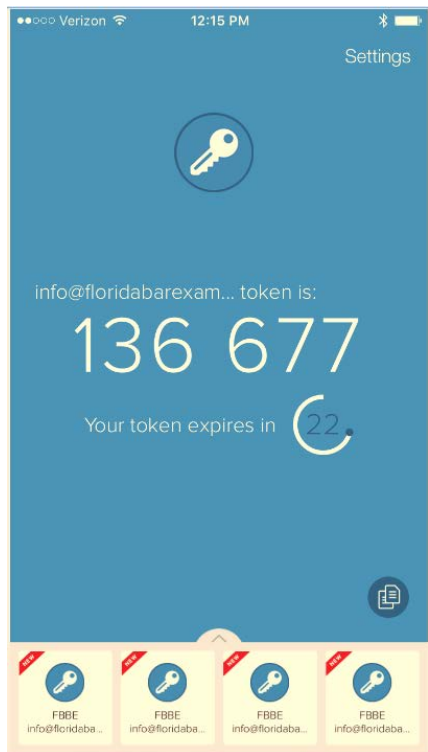 Verizon 12:15 PM
Settings
info@floridabarexam... token is:
136 677
Your token expires in 22
NEW NEW NEW NEW
FBBE FBBE FBBE FBBE
info@floridaba... info@floridaba... info@floridaba... info@floridaba...